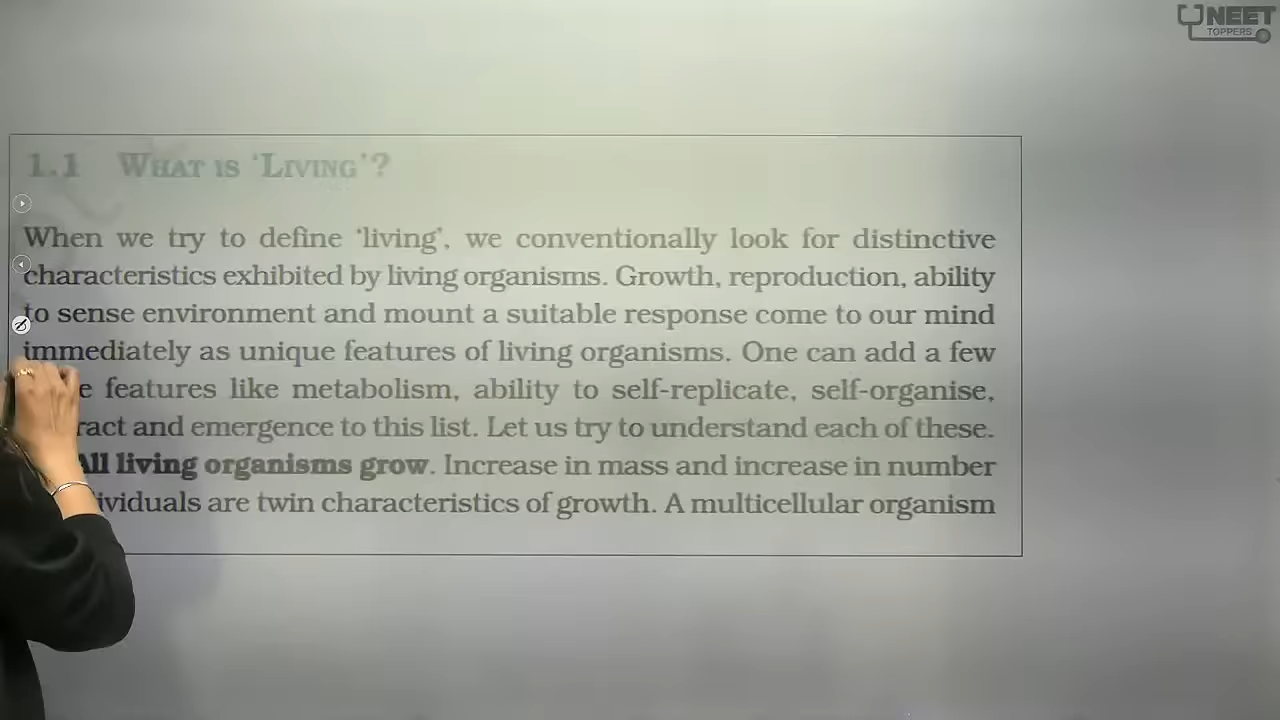 NEET
TOPPERS
1.1 WHAT IS 'LIVING'?
When we try to define 'living', we conventionally look for distinctive
characteristics exhibited by living organisms. Growth, reproduction, ability
to sense environment and mount a suitable response come to our mind
immediately as unique features of living organisms. One can add a few
features like metabolism, ability to self-replicate, self-organise,
and emergence to this list. Let us try to understand each of these.
All living organisms grow. Increase in mass and increase in number
are twin characteristics of growth. A multicellular organism